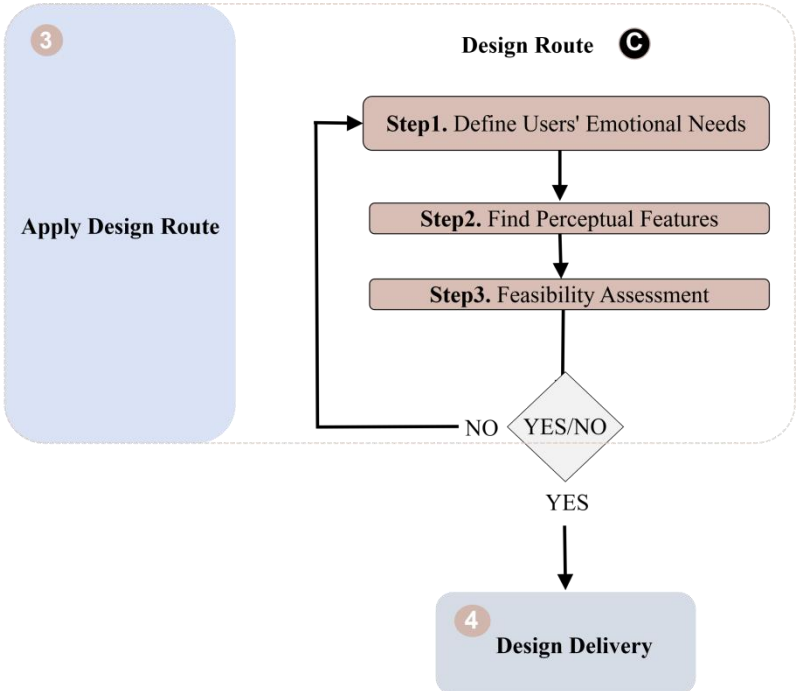 3
Apply Design Route
Design Route C
Step1. Define Users' Emotional Needs
Step2. Find Perceptual Features
Step3. Feasibility Assessment
NO
YES/NO
YES
4
Design Delivery